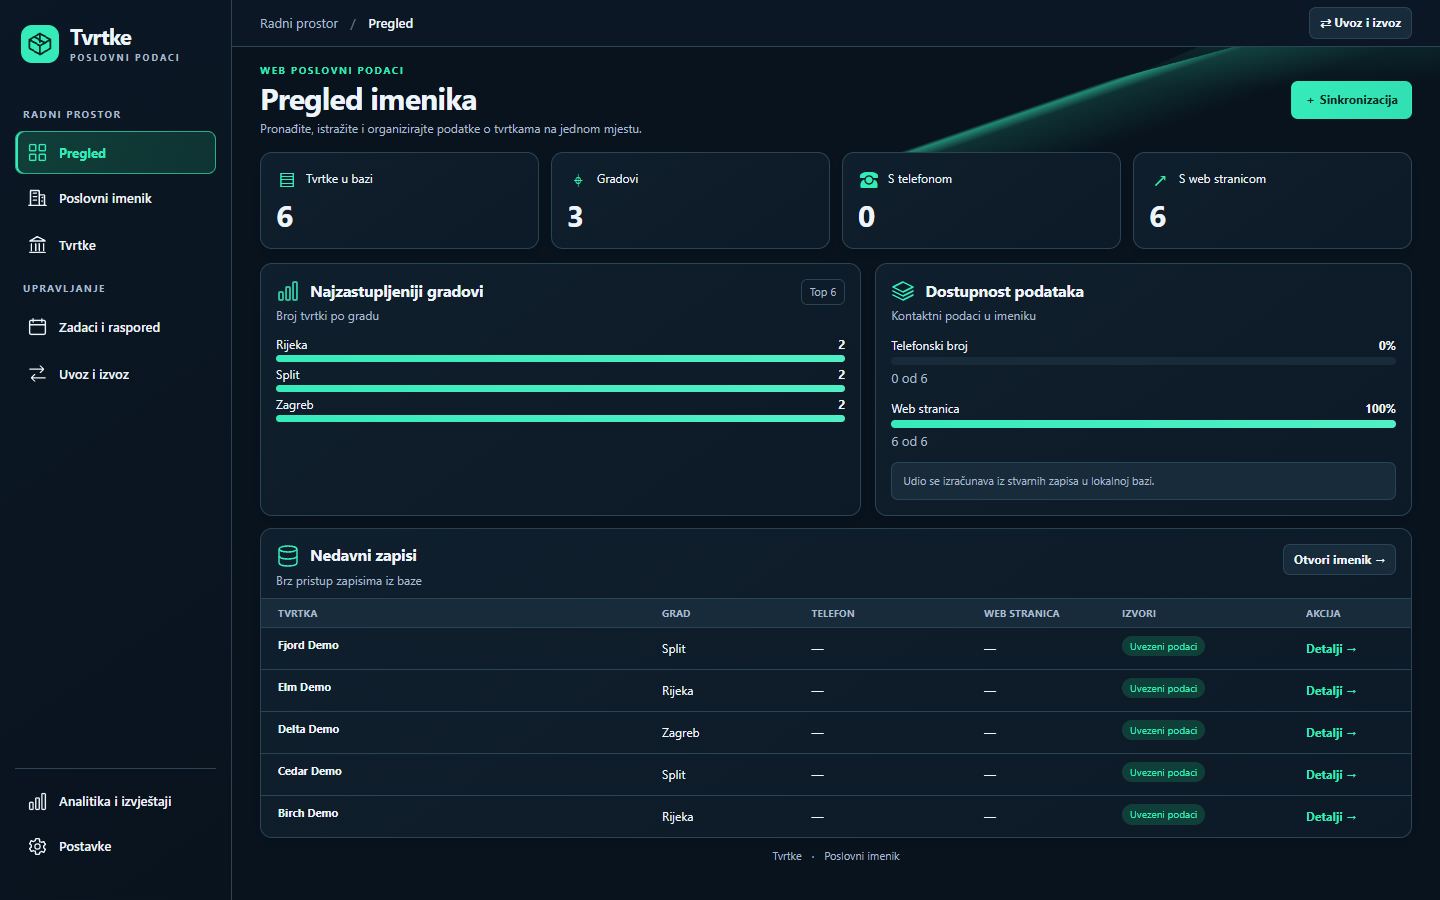 Tvrtke
POSLOVNI PODACI
RADNI PROSTOR
Pregled
Poslovni imenik
Tvrtke
UPRAVLJANJE
Zadaci i raspored
Uvoz i izvoz
Analitika i izvještaji
Postavke
Radni prostor / Pregled
⇄ Uvoz i izvoz
WEB POSLOVNI PODACI
Pregled imenika
Pronađite, istražite i organizirajte podatke o tvrtkama na jednom mjestu.
+ Sinkronizacija
Tvrtke u bazi
6
Gradovi
3
S telefonom
0
S web stranicom
6
Najzastupljeniji gradovi
Top 6
Broj tvrtki po gradu
Rijeka 2
Split 2
Zagreb 2
Dostupnost podataka
Kontaktni podaci u imeniku
Telefonski broj 0%
0 od 6
Web stranica 100%
6 od 6
Udio se izračunava iz stvarnih zapisa u lokalnoj bazi.
Nedavni zapisi
Brz pristup zapisima iz baze
Otvori imenik →
TVRTKA GRAD TELEFON WEB STRANICA IZVORI AKCIJA
Fjord Demo Split — — Uvezeni podaci Detalji →
Elm Demo Rijeka — — Uvezeni podaci Detalji →
Delta Demo Zagreb — — Uvezeni podaci Detalji →
Cedar Demo Split — — Uvezeni podaci Detalji →
Birch Demo Rijeka — — Uvezeni podaci Detalji →
Tvrtke · Poslovni imenik